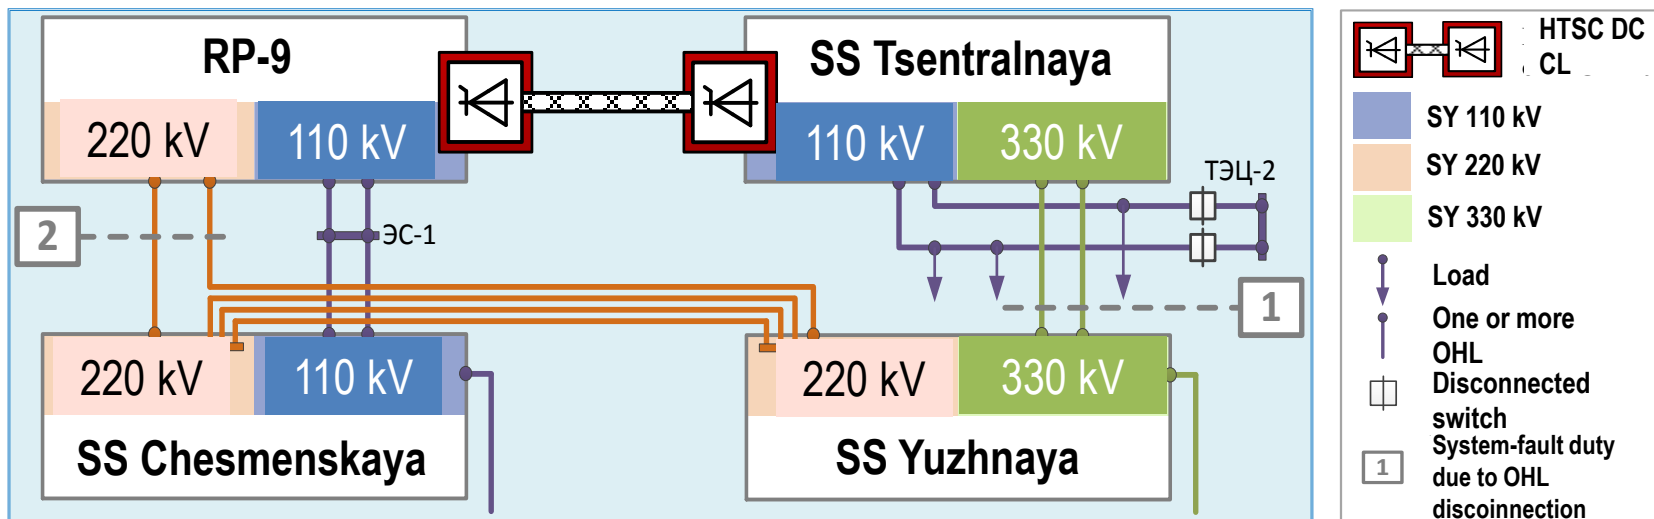 RP-9
SS Tsentralnaya
220 kV
110 kV
110 kV
330 kV
ТЭЦ-2
2
ЭС-1
1
220 kV
110 kV
220 kV
330 kV
SS Chesmenskaya
SS Yuzhnaya
HTSC DC
CL
SY 110 kV
SY 220 kV
SY 330 kV
Load
One or more
OHL
Disconnected
switch
1
System-fault duty
due to OHL
discoinnection